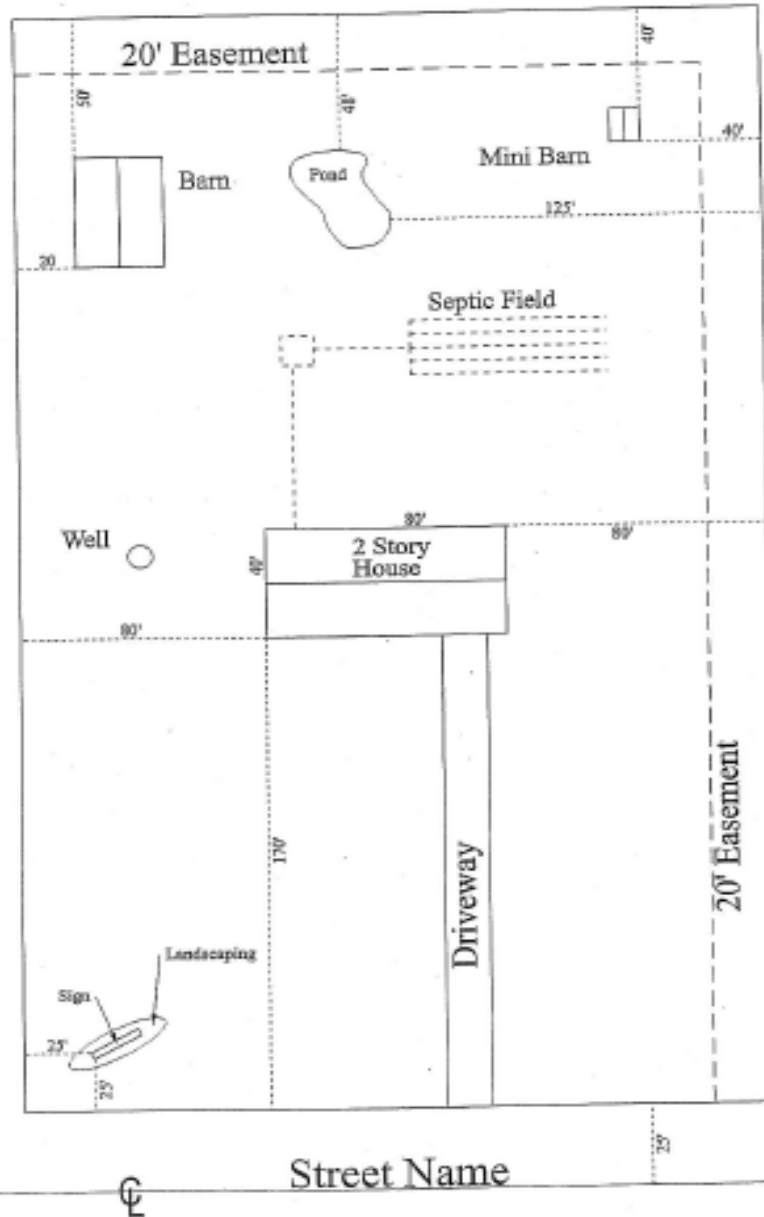 20' Easement
50'
48'
40'
40'
Mini Barn
Barn
Pond
125'
20
Septic Field
80'
80'
Well
40'
2 Story
House
80'
170'
Driveway
20' Easement
Landscaping
Sign
25'
25'
25'
Street Name
℄